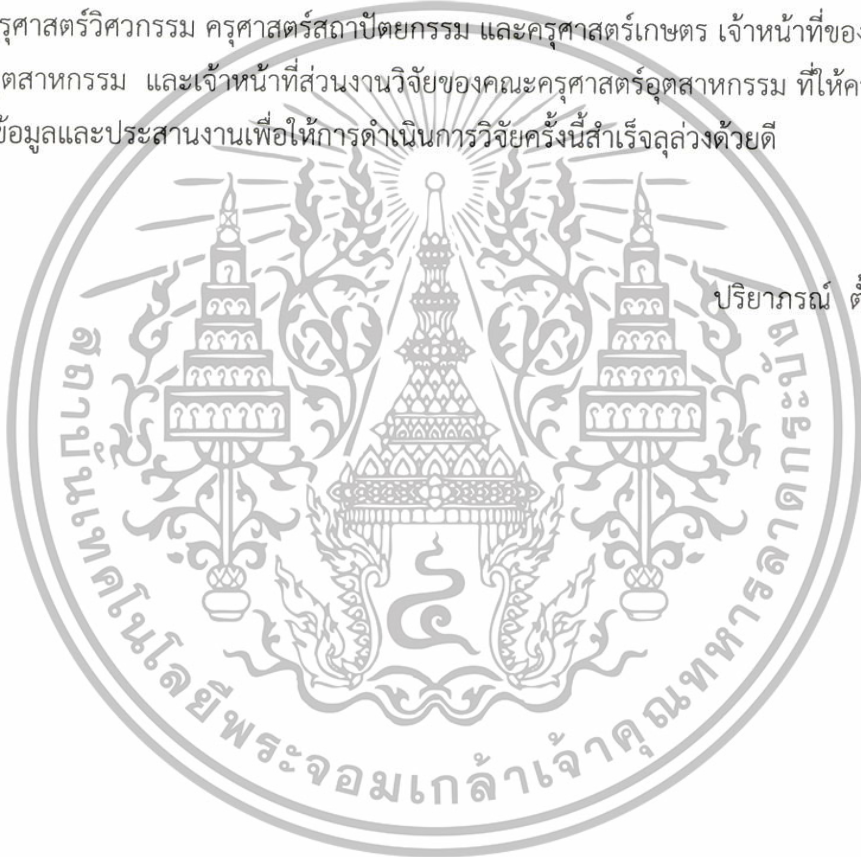 รุศาสตร์วิศวกรรม ครุศาสตร์สถาปัตยกรรม และครุศาสตร์เกษตร เจ้าหน้าที่ของ
ตสาหกรรม และเจ้าหน้าที่ส่วนงานวิจัยของคณะครุศาสตร์อุตสาหกรรม ที่ให้ค
ข้อมูลและประสานงานเพื่อให้การดำเนินการวิจัยครั้งนี้สำเร็จลุล่วงด้วยดี
ปริยาภรณ์ ตั้
สถาบันเทคโนโลยีพระจอมเกล้าเจ้าคุณทหารลาดกระบัง
๔